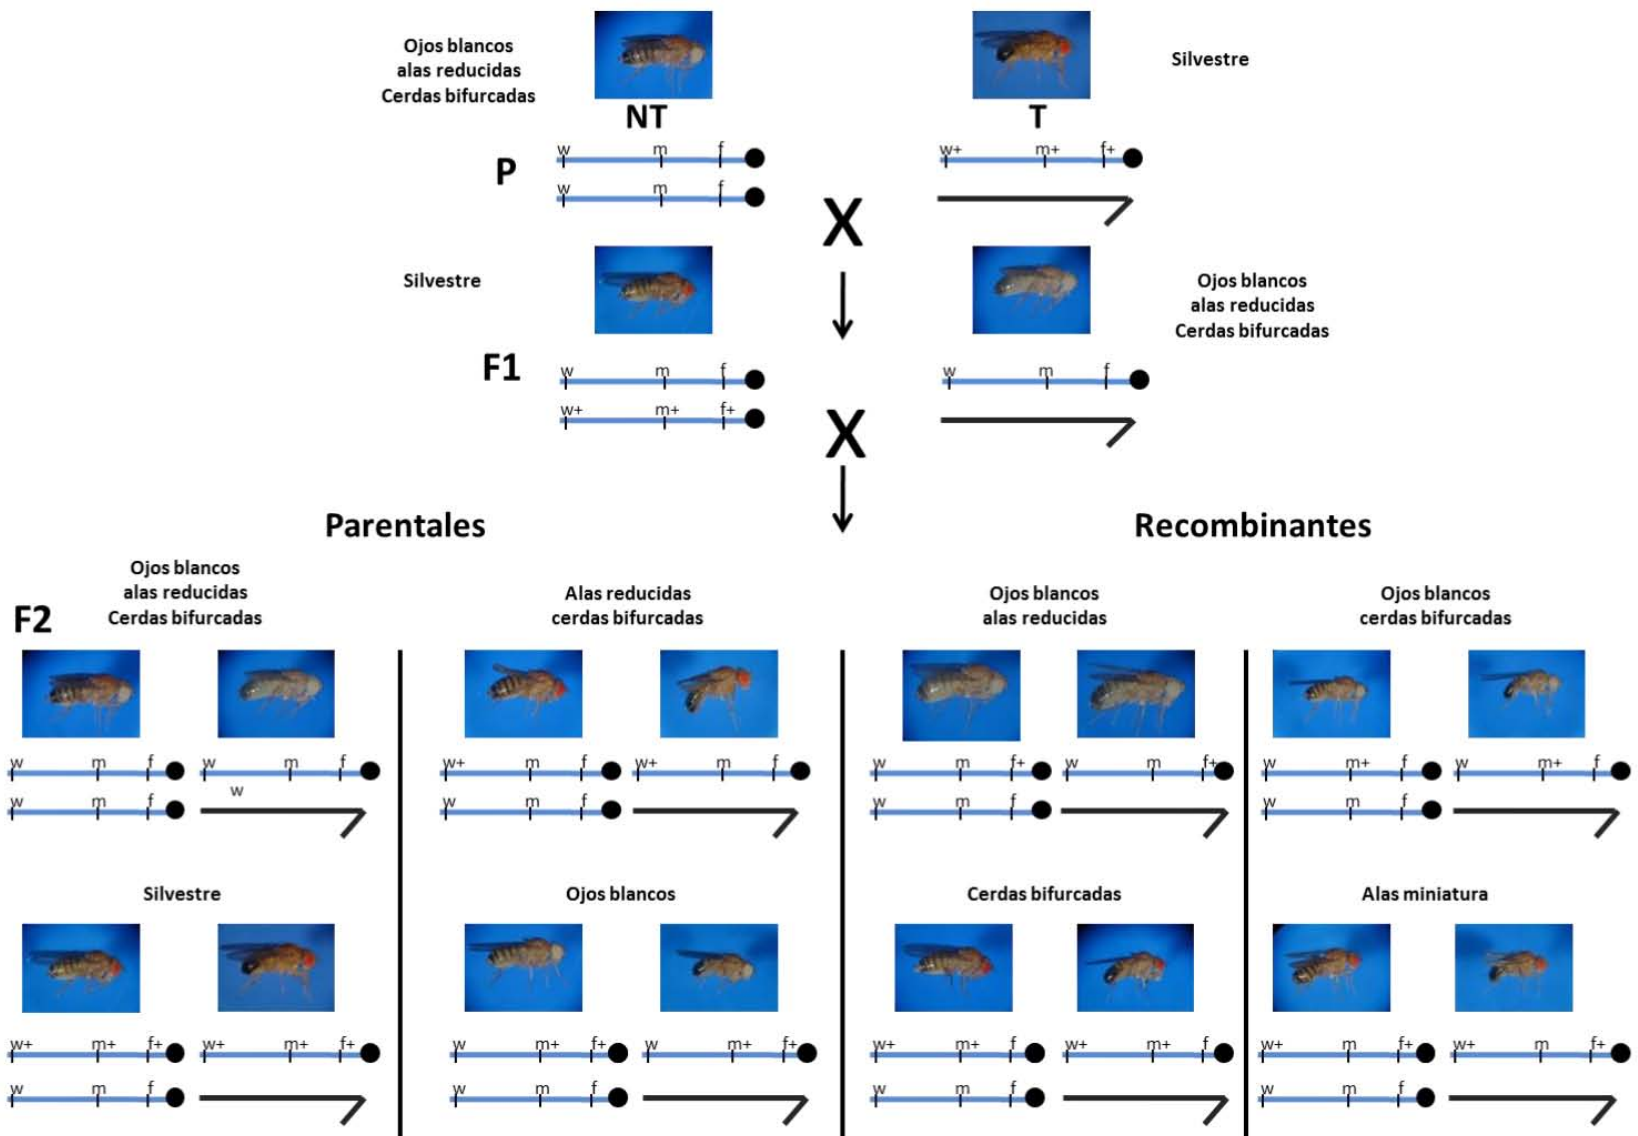 Ojos blancos
alas reducidas
Cerdas bifurcadas
Silvestre
NT
T
P
w m f
w+ m+ f+
w m f
X
Silvestre
Ojos blancos
alas reducidas
Cerdas bifurcadas
F1
w m f
w m f
w+ m+ f+
X
Parentales
Recombinantes
F2
Ojos blancos
alas reducidas
Cerdas bifurcadas
Alas reducidas
cerdas bifurcadas
Ojos blancos
alas reducidas
Ojos blancos
cerdas bifurcadas
w m f
w m f
w+ m f
w+ m f
w m f+
w m f+
w m+ f
w m+ f
w m f
w
w m f
w m f
w m f
Silvestre
Ojos blancos
Cerdas bifurcadas
Alas miniatura
w+ m+ f+
w+ m+ f+
w m+ f+
w m+ f+
w+ m+ f
w+ m+ f
w+ m f+
w+ m f+
w m f
w m f
w m f
w m f